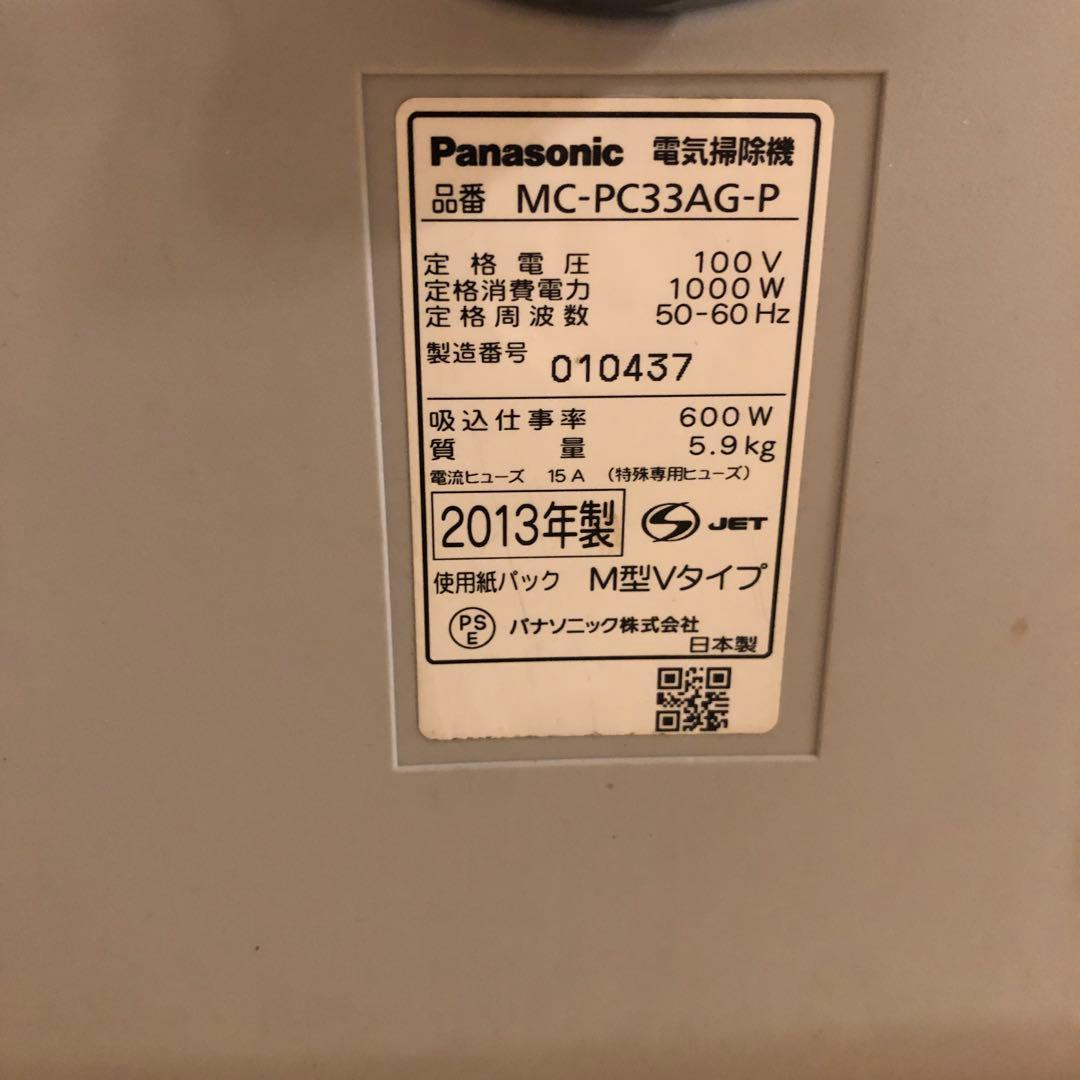 Panasonic 電気掃除機
品番 MC-PC33AG-P
定格電圧 100V
定格消費電力 1000W
定格周波数 50-60Hz
製造番号 010437
吸込仕事率 600W
質量 5.9kg
電流ヒューズ 15A (特殊専用ヒューズ)
2013年製 S JET
使用紙パック M型Vタイプ
PSE パナソニック株式会社
日本製